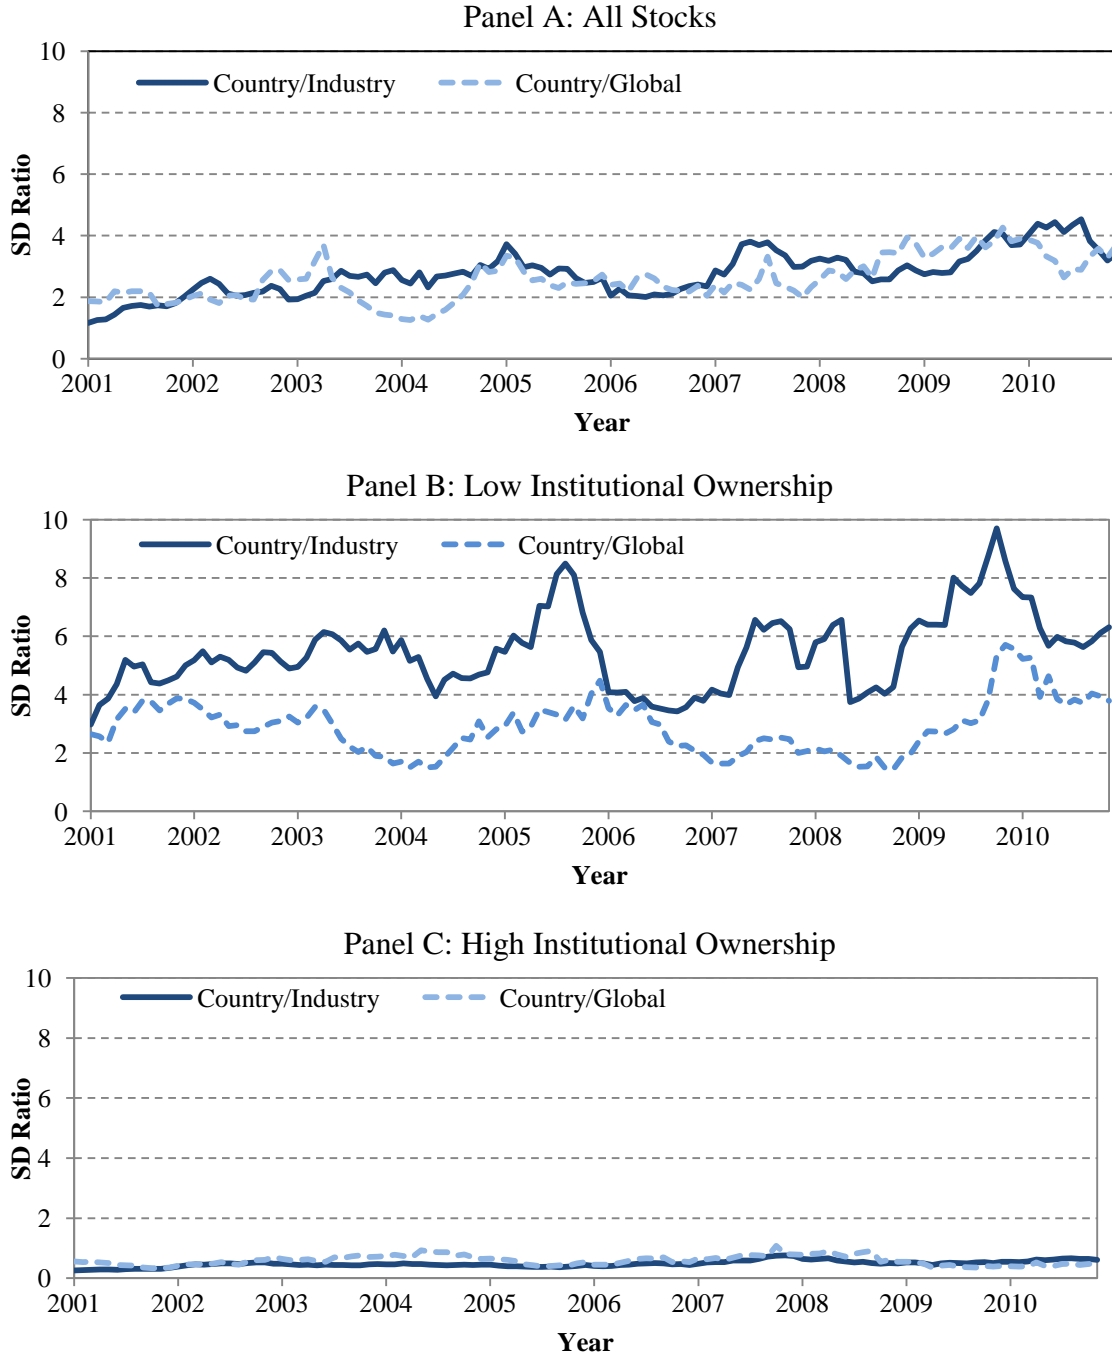 Panel A: All Stocks
10
Country/Industry
Country/Global
8
6
4
2
0
SD Ratio
2001 2002 2003 2004 2005 2006 2007 2008 2009 2010
Year
Panel B: Low Institutional Ownership
10
Country/Industry
Country/Global
8
6
4
2
0
SD Ratio
2001 2002 2003 2004 2005 2006 2007 2008 2009 2010
Year
Panel C: High Institutional Ownership
10
Country/Industry
Country/Global
8
6
4
2
0
SD Ratio
2001 2002 2003 2004 2005 2006 2007 2008 2009 2010
Year